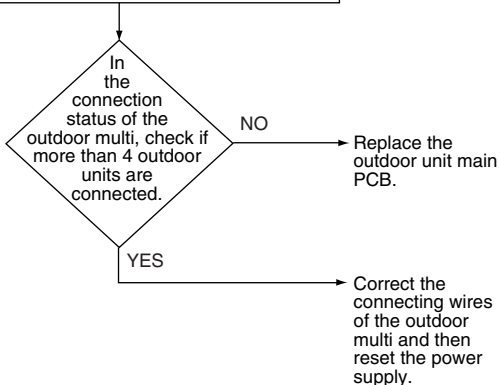 In
the
connection
status of the
outdoor multi, check if
more than 4 outdoor
units are
connected.
NO
Replace the
outdoor unit main
PCB.
YES
Correct the
connecting wires
of the outdoor
multi and then
reset the power
supply.